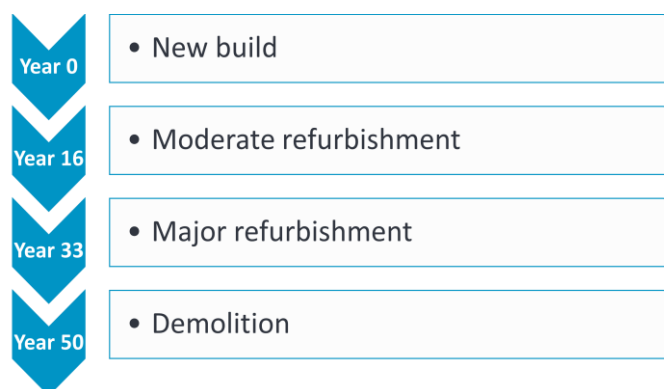 Year 0
• New build
Year 16
• Moderate refurbishment
Year 33
• Major refurbishment
Year 50
• Demolition